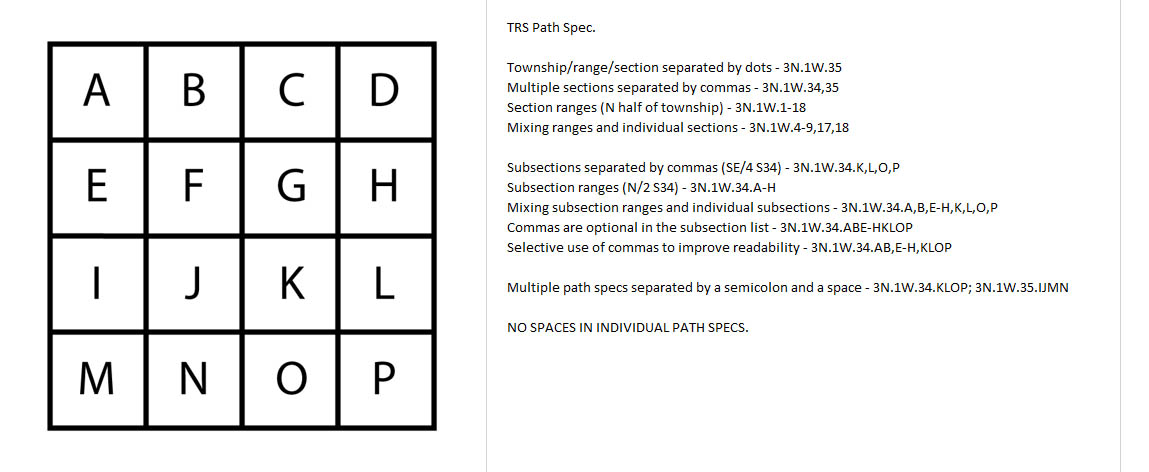 A B C D
E F G H
I J K L
M N O P
TRS Path Spec.
Township/range/section separated by dots - 3N.1W.35
Multiple sections separated by commas - 3N.1W.34,35
Section ranges (N half of township) - 3N.1W.1-18
Mixing ranges and individual sections - 3N.1W.4-9,17,18
Subsections separated by commas (SE/4 S34) - 3N.1W.34.K,L,O,P
Subsection ranges (N/2 S34) - 3N.1W.34.A-H
Mixing subsection ranges and individual subsections - 3N.1W.34.A,B,E-H,K,L,O,P
Commas are optional in the subsection list - 3N.1W.34.ABE-HKLOP
Selective use of commas to improve readability - 3N.1W.34.AB,E-H,KLOP
Multiple path specs separated by a semicolon and a space - 3N.1W.34.KLOP; 3N.1W.35.IJMN
NO SPACES IN INDIVIDUAL PATH SPECS.